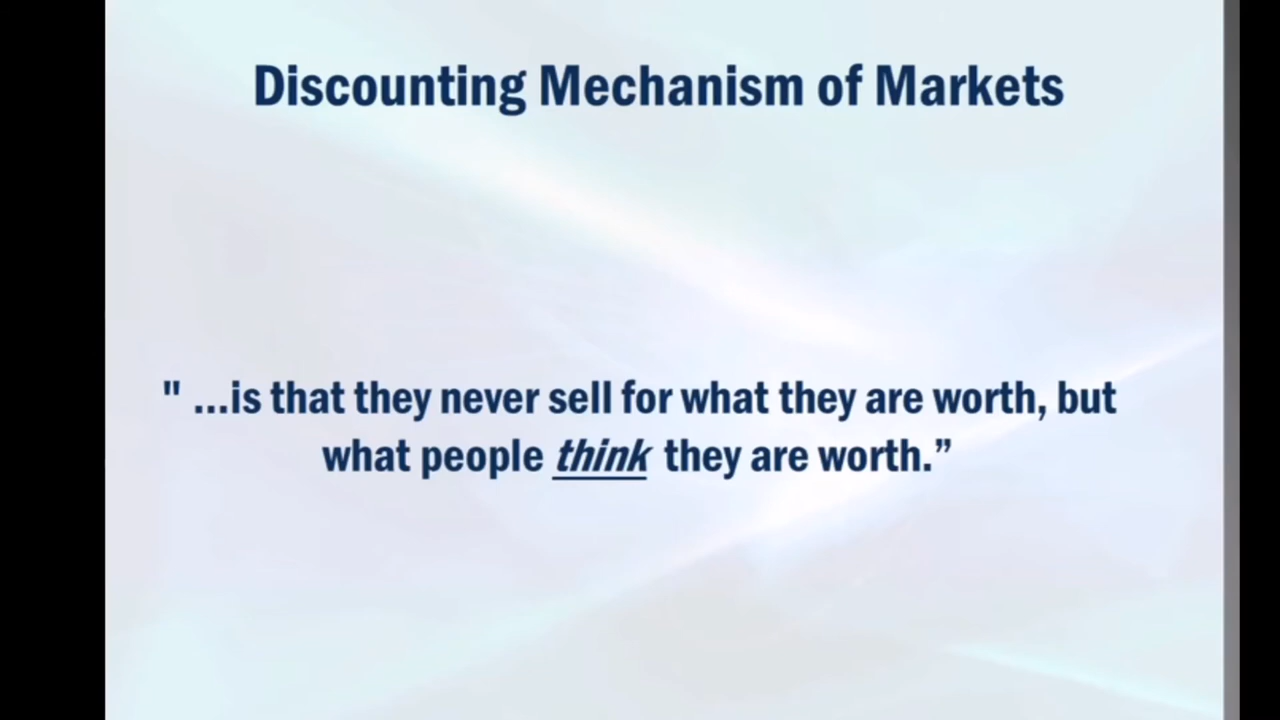 Discounting Mechanism of Markets
" ...is that they never sell for what they are worth, but
what people think they are worth.”